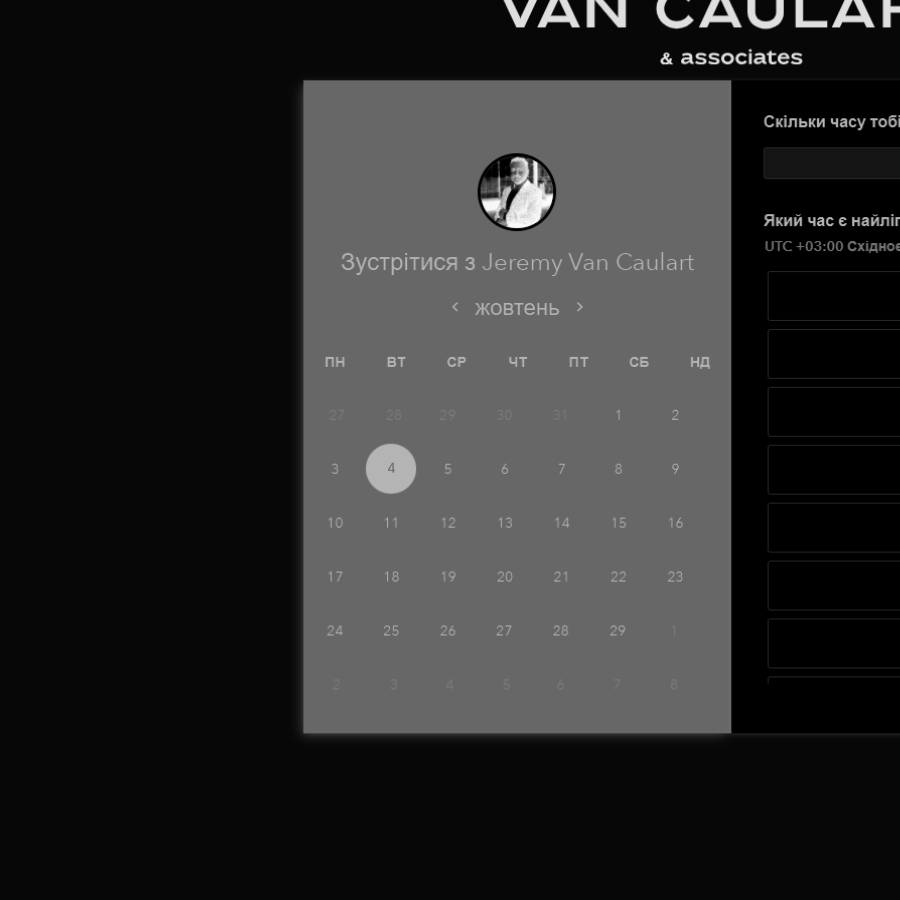 VAN CAULAR
& associates
Скільки часу тобі
Зустрітися з Jeremy Van Caulart
Який час є найліп
UTC +03:00 Східноє
жовтень
ПН ВТ СР ЧТ ПТ СБ НД
27 28 29 30 31 1 2
3 4 5 6 7 8 9
10 11 12 13 14 15 16
17 18 19 20 21 22 23
24 25 26 27 28 29 1
2 3 4 5 6 7 8